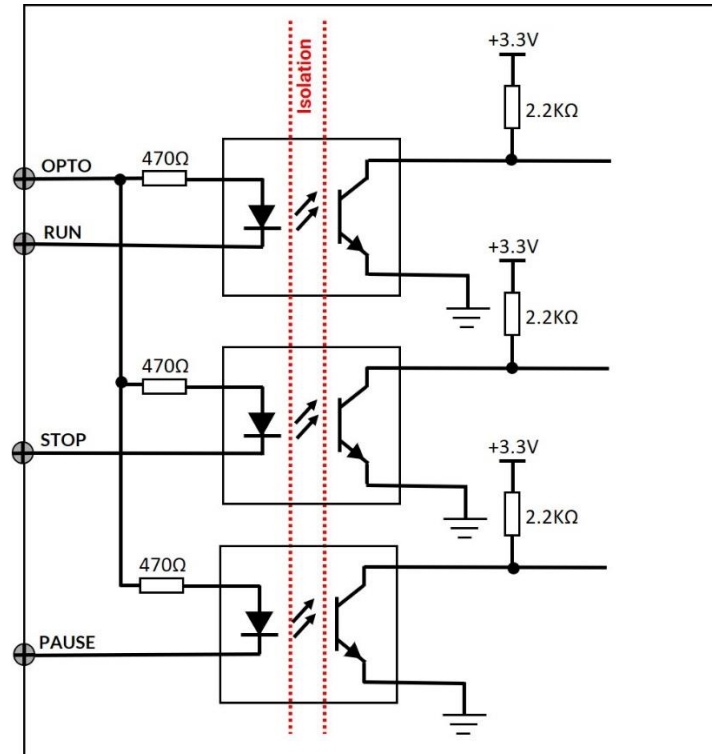 Isolation
+3.3V
2.2KΩ
OPTO
470Ω
RUN
+3.3V
2.2KΩ
470Ω
STOP
+3.3V
2.2KΩ
470Ω
PAUSE